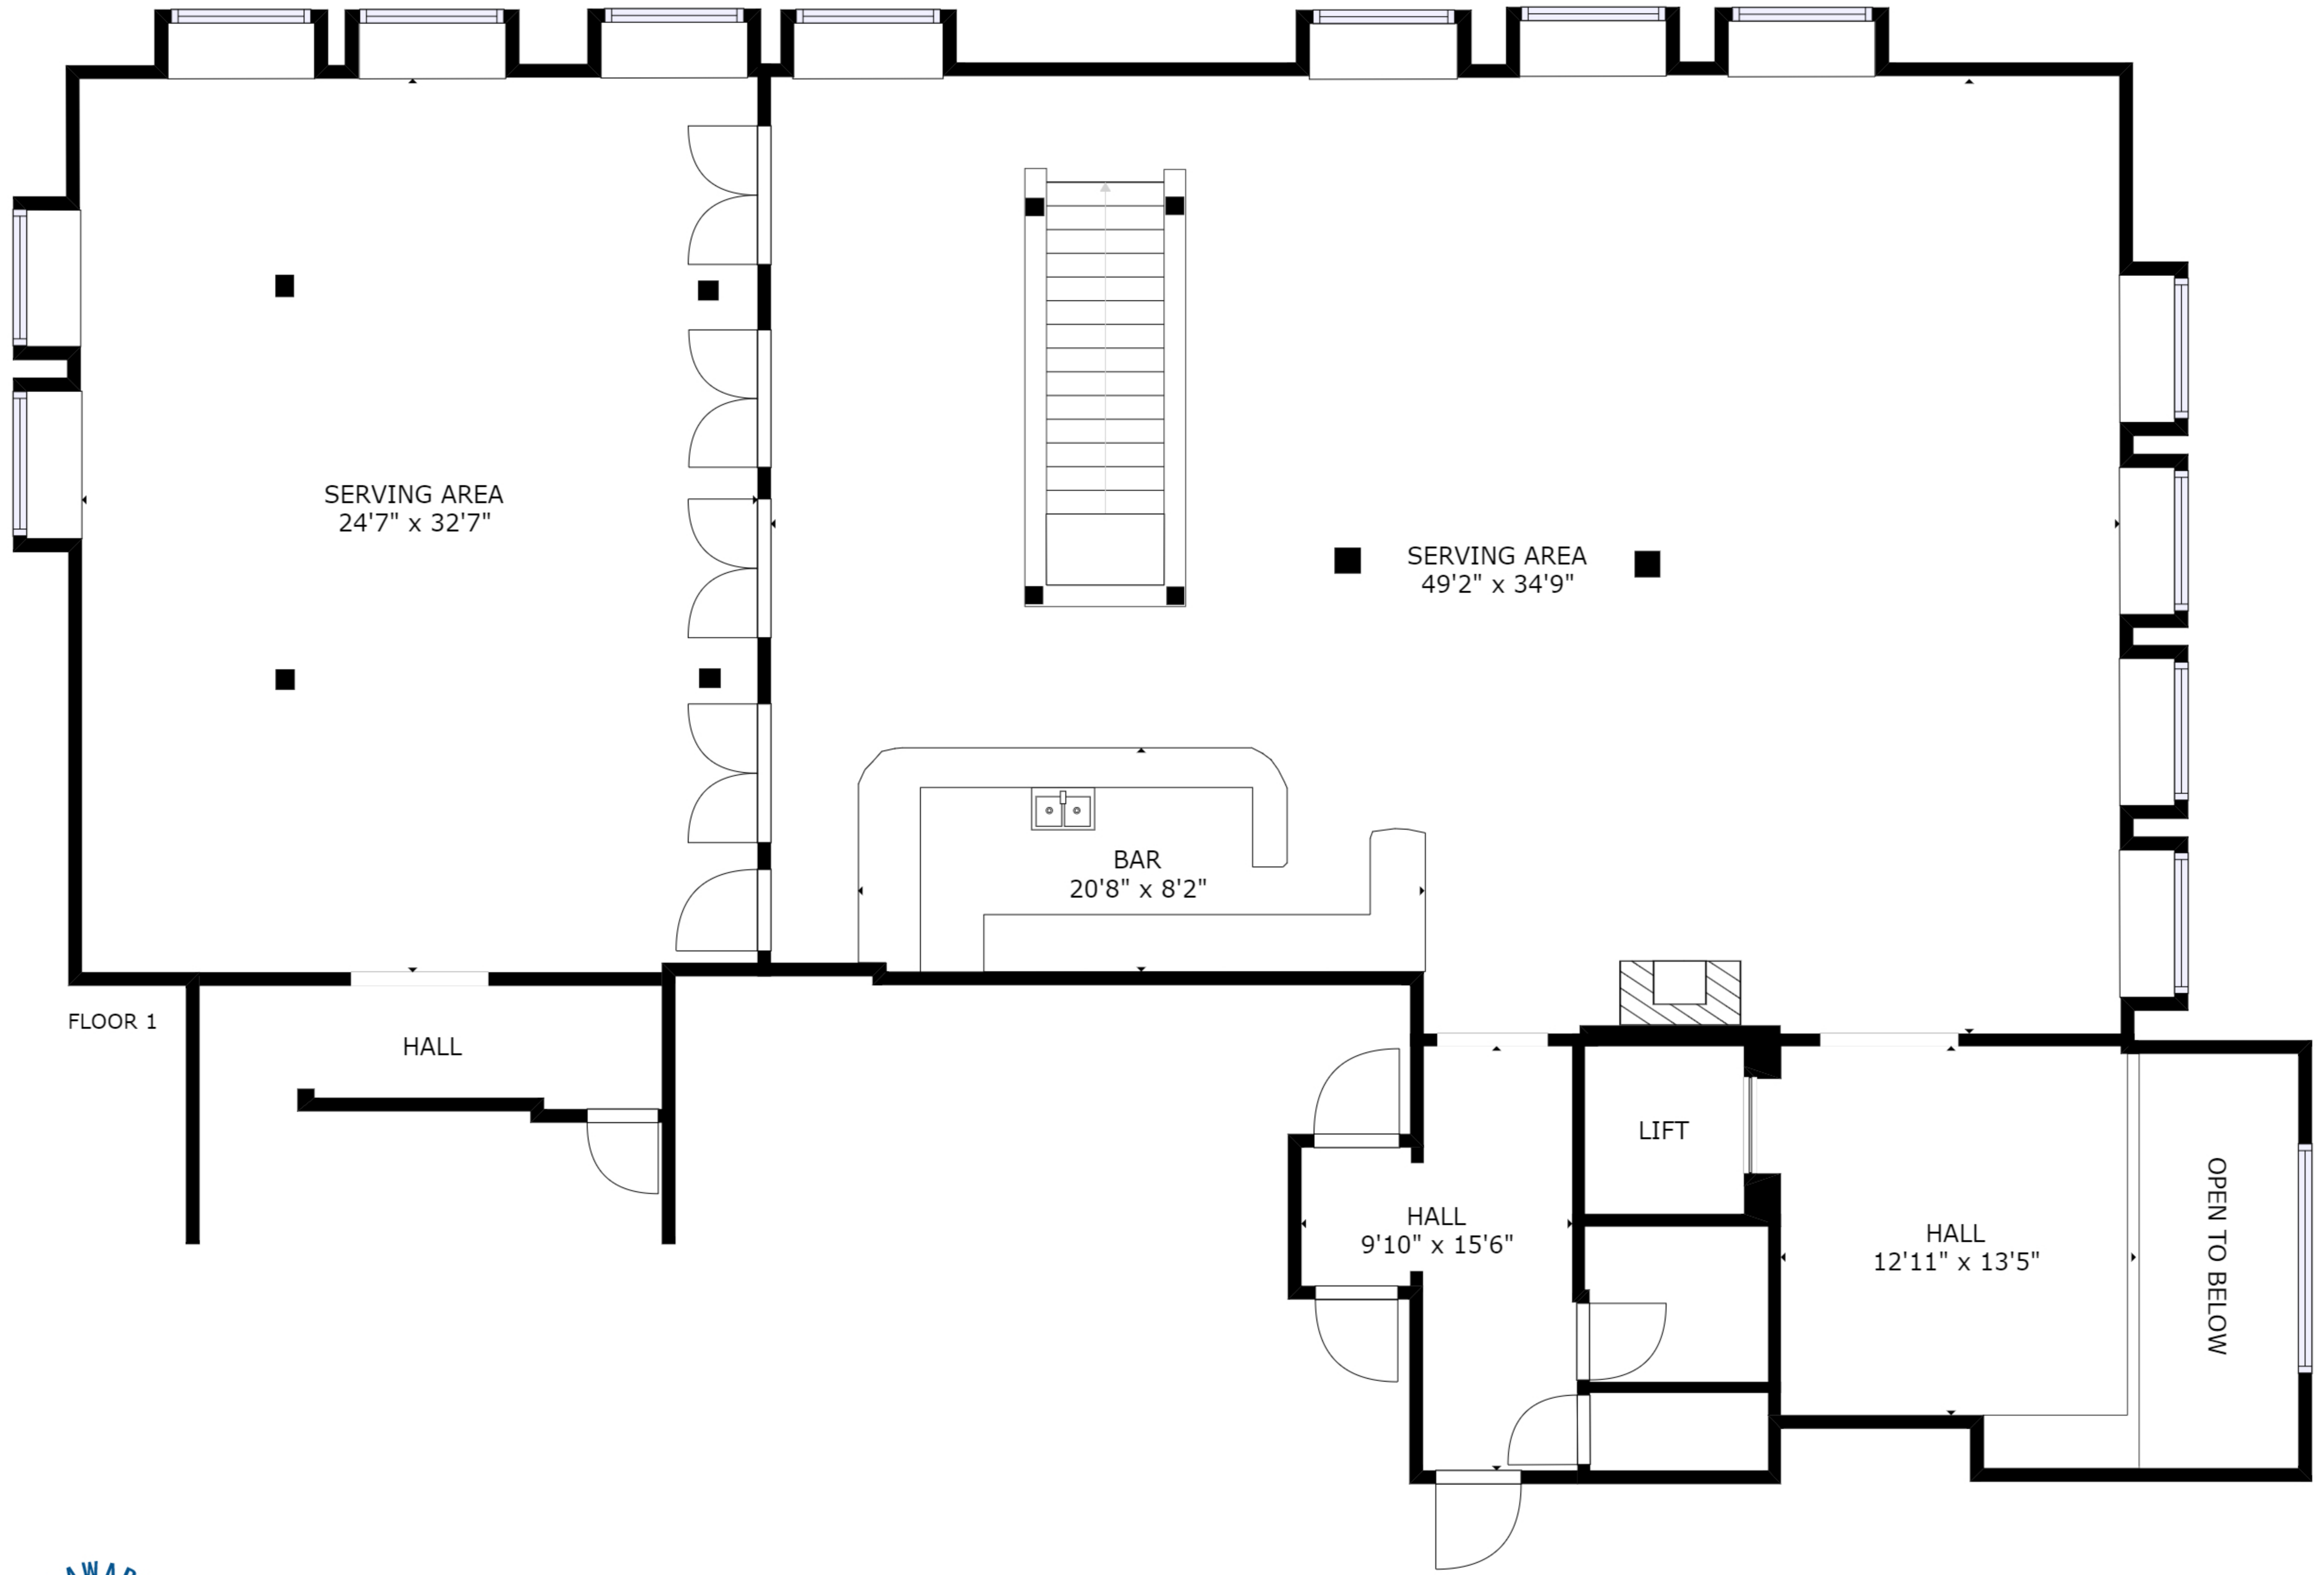 SERVING AREA
24'7" x 32'7"
SERVING AREA
49'2" x 34'9"
BAR
20'8" x 8'2"
FLOOR 1
HALL
LIFT
HALL
9'10" x 15'6"
HALL
12'11" x 13'5"
OPEN TO BELOW